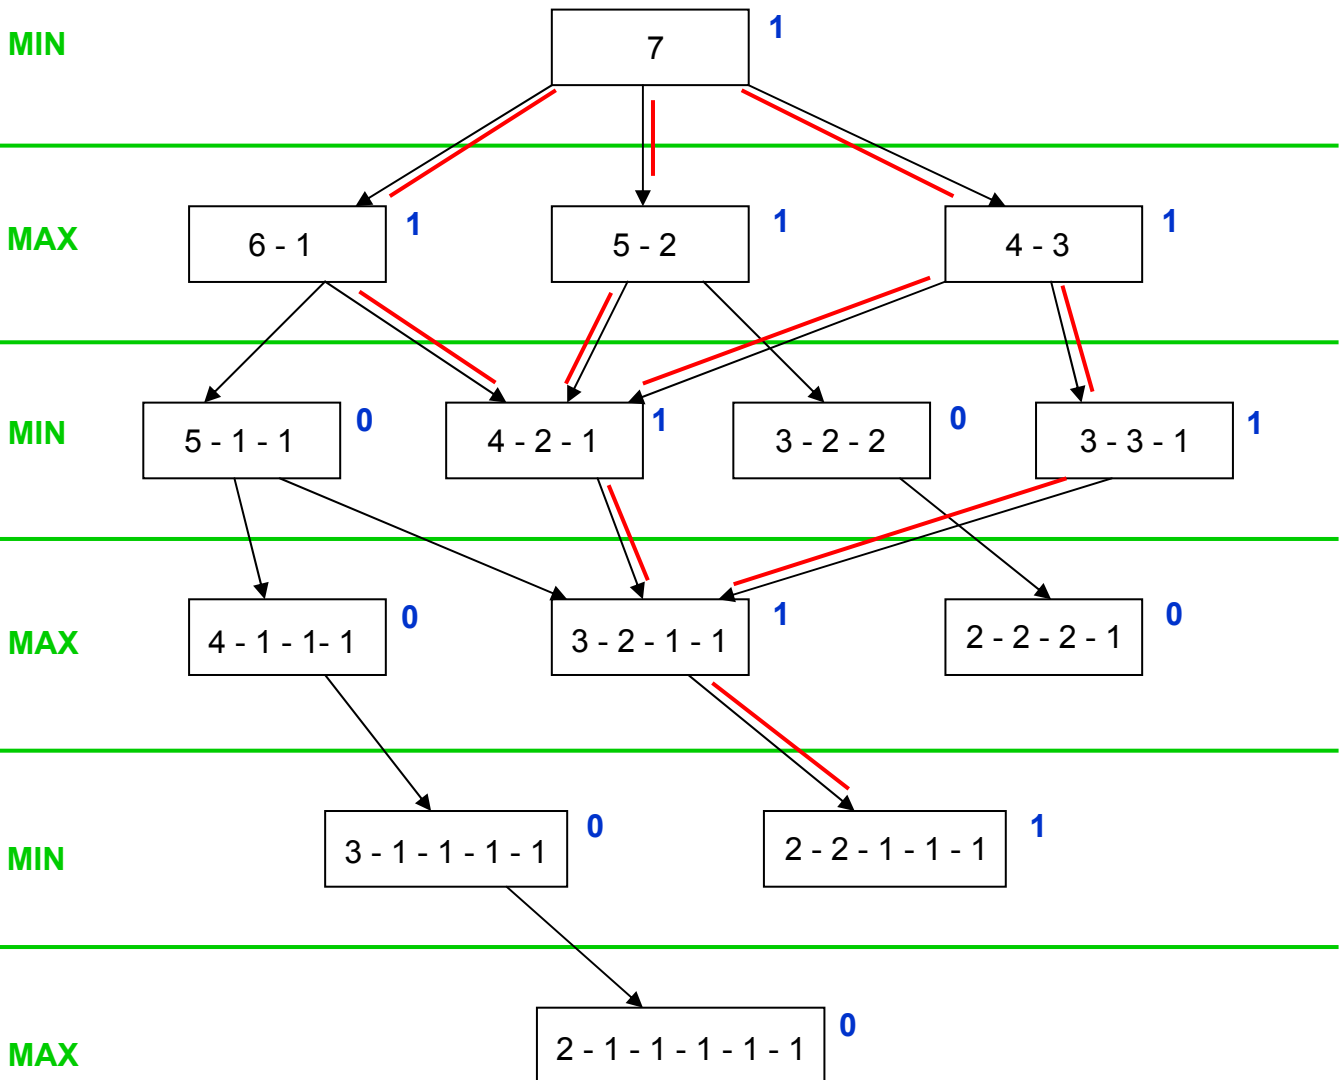 MIN
7
1
MAX
6 - 1
1
5 - 2
1
4 - 3
1
MIN
5 - 1 - 1
0
4 - 2 - 1
1
3 - 2 - 2
0
3 - 3 - 1
1
MAX
4 - 1 - 1- 1
0
3 - 2 - 1 - 1
1
2 - 2 - 2 - 1
0
MIN
3 - 1 - 1 - 1 - 1
0
2 - 2 - 1 - 1 - 1
1
MAX
2 - 1 - 1 - 1 - 1 - 1
0